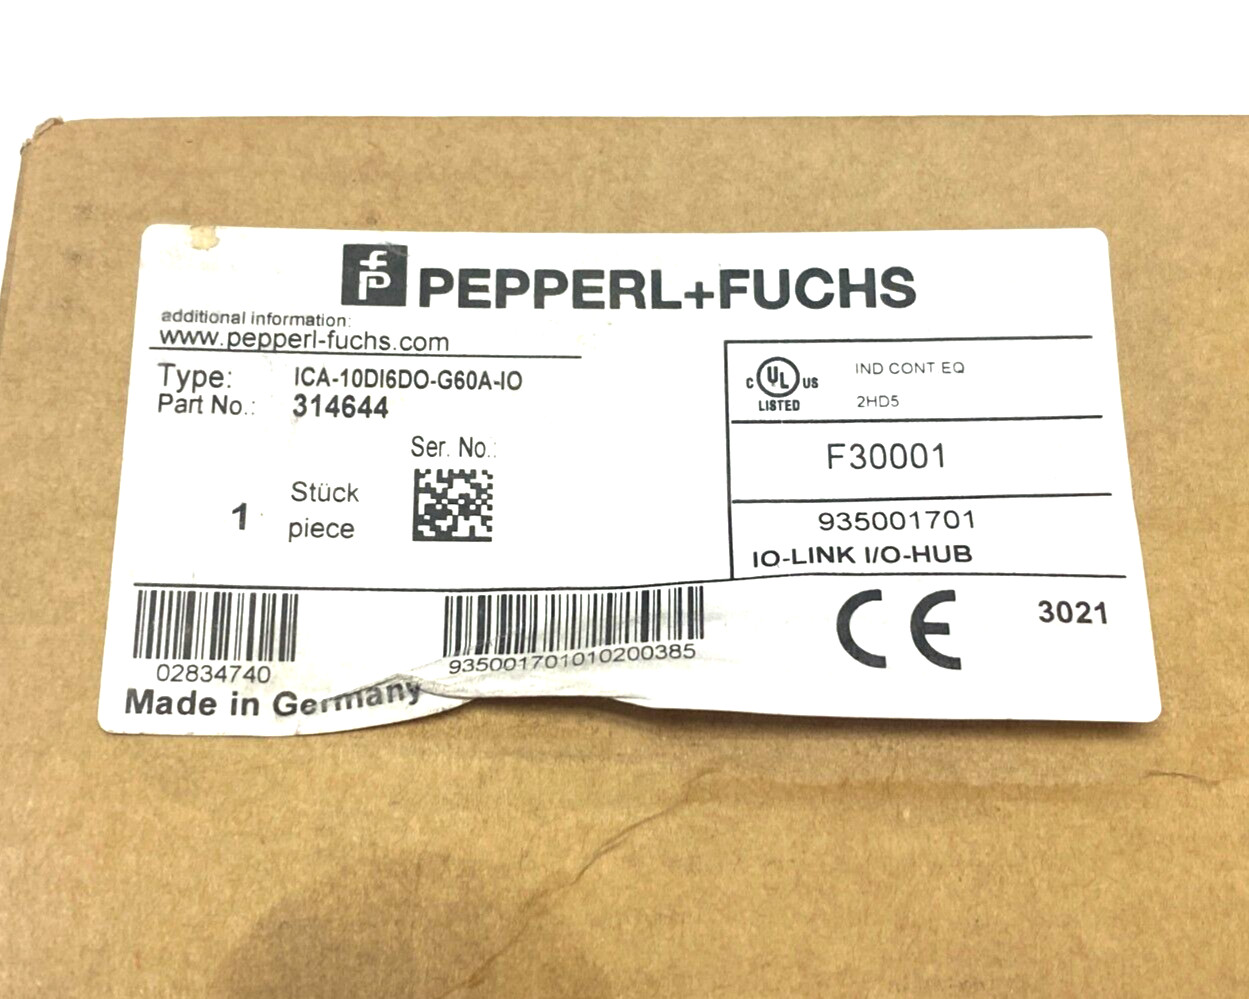 PEPPERL+FUCHS
additional information:
www.pepperl-fuchs.com
Type: ICA-10DI6DO-G60A-IO
Part No.: 314644
Ser. No.:
1 Stück
piece
C UL US
LISTED
IND CONT EQ
2HD5
F30001
935001701
IO-LINK I/O-HUB
02834740
935001701010200385
CE
3021
Made in Germany